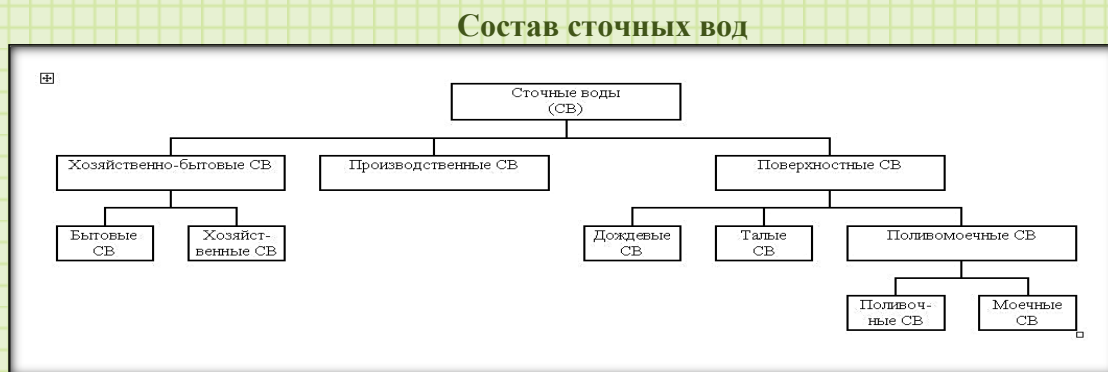 Состав сточных вод
Сточные воды
(СВ)
Хозяйственно-бытовые СВ
Производственные СВ
Поверхностные СВ
Бытовые
СВ
Хозяйст-
венные СВ
Дождевые
СВ
Талые
СВ
Поливомоечные СВ
Поливоч-
ные СВ
Моечные
СВ